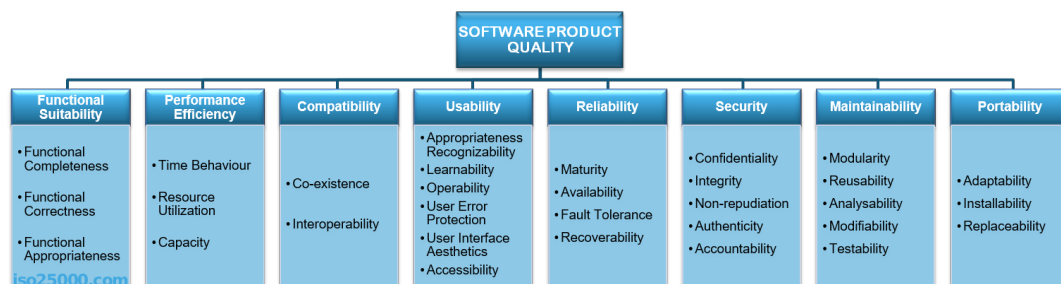 SOFTWARE PRODUCT
QUALITY
Functional
Suitability
• Functional
Completeness
• Functional
Correctness
• Functional
Appropriateness
Performance
Efficiency
• Time Behaviour
• Resource
Utilization
• Capacity
Compatibility
• Co-existence
• Interoperability
Usability
• Appropriateness
Recognizability
• Learnability
• Operability
• User Error
Protection
• User Interface
Aesthetics
• Accessibility
Reliability
• Maturity
• Availability
• Fault Tolerance
• Recoverability
Security
• Confidentiality
• Integrity
• Non-repudiation
• Authenticity
• Accountability
Maintainability
• Modularity
• Reusability
• Analysability
• Modifiability
• Testability
Portability
• Adaptability
• Installability
• Replaceability
iso25000.com